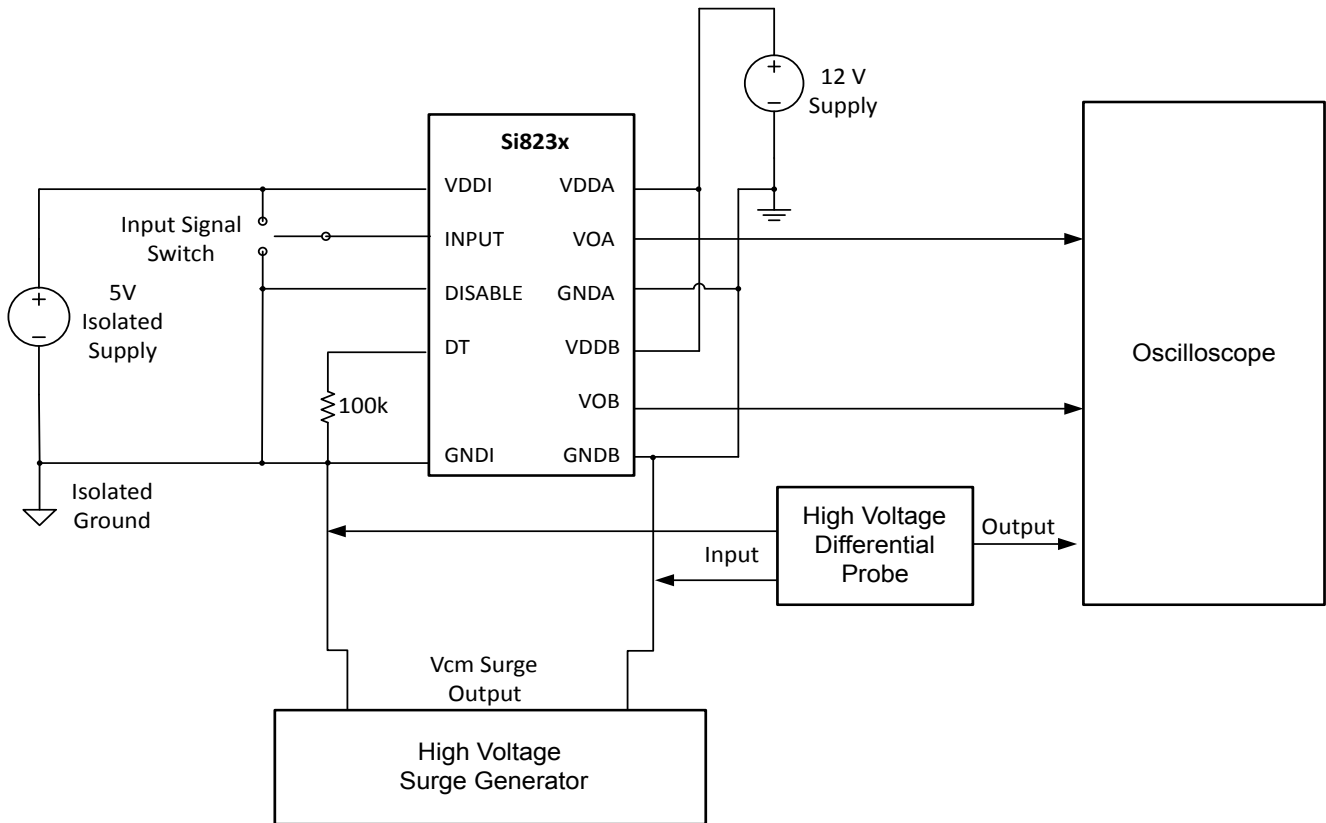 12 V
Supply
Si823x
VDDI
VDDA
Input Signal
Switch
INPUT
VOA
5V
Isolated
Supply
DISABLE
GNDA
DT
VDDB
Oscilloscope
100k
VOB
GNDI
GNDB
Isolated
Ground
High Voltage
Differential
Probe
Output
Input
Vcm Surge
Output
High Voltage
Surge Generator